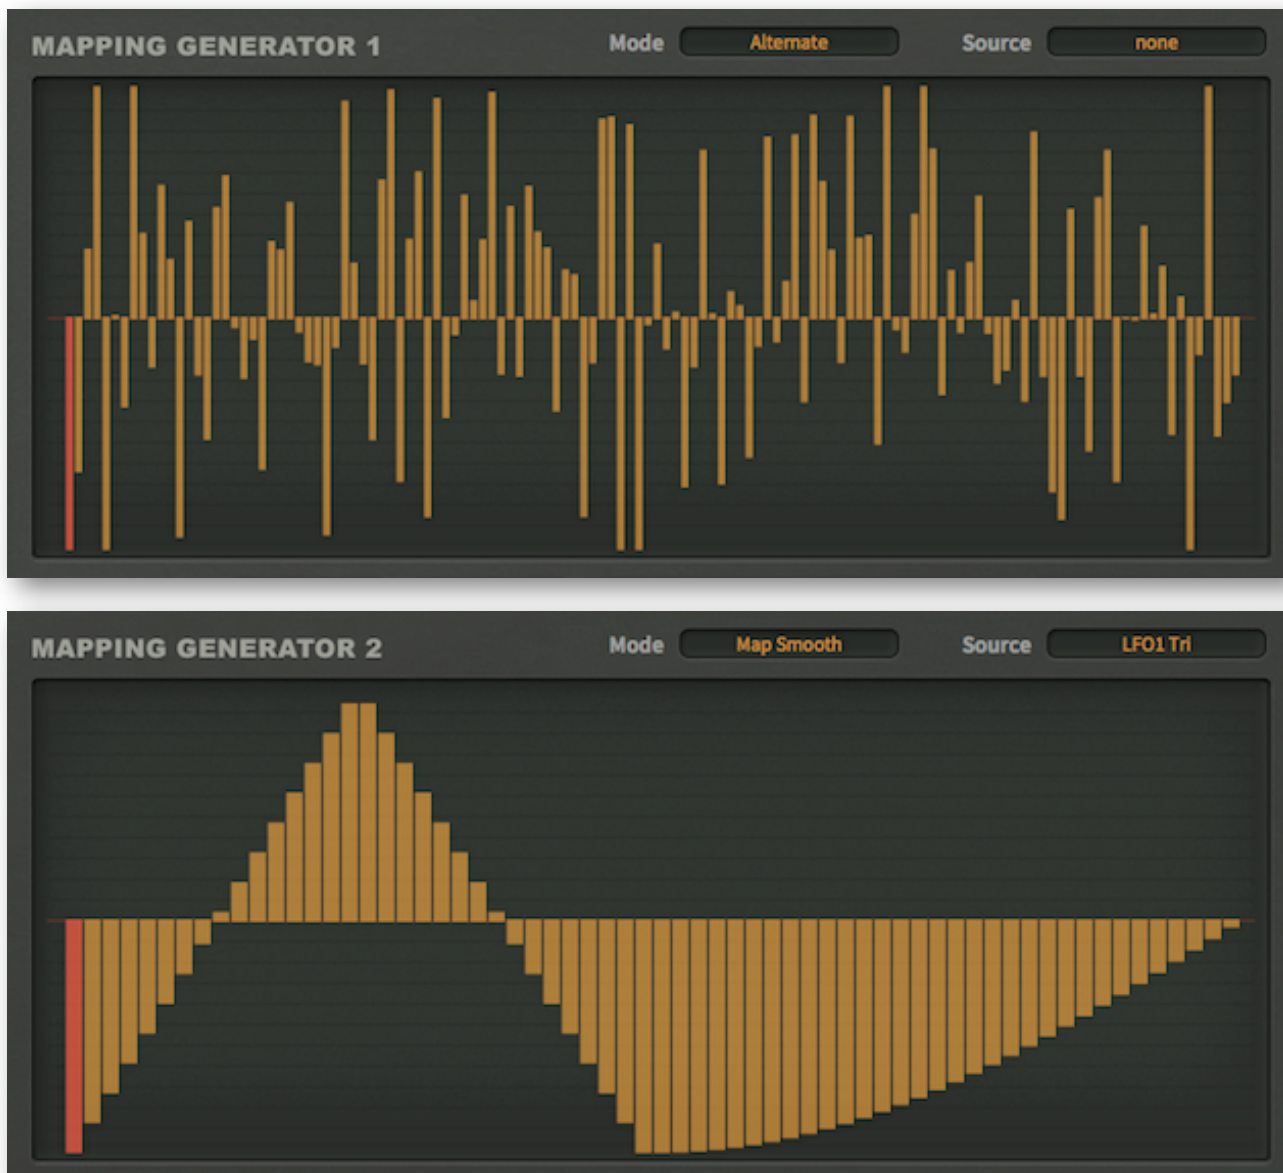 MAPPING GENERATOR 1 Mode Alternate Source none
MAPPING GENERATOR 2 Mode Map Smooth Source LFO1 Tri